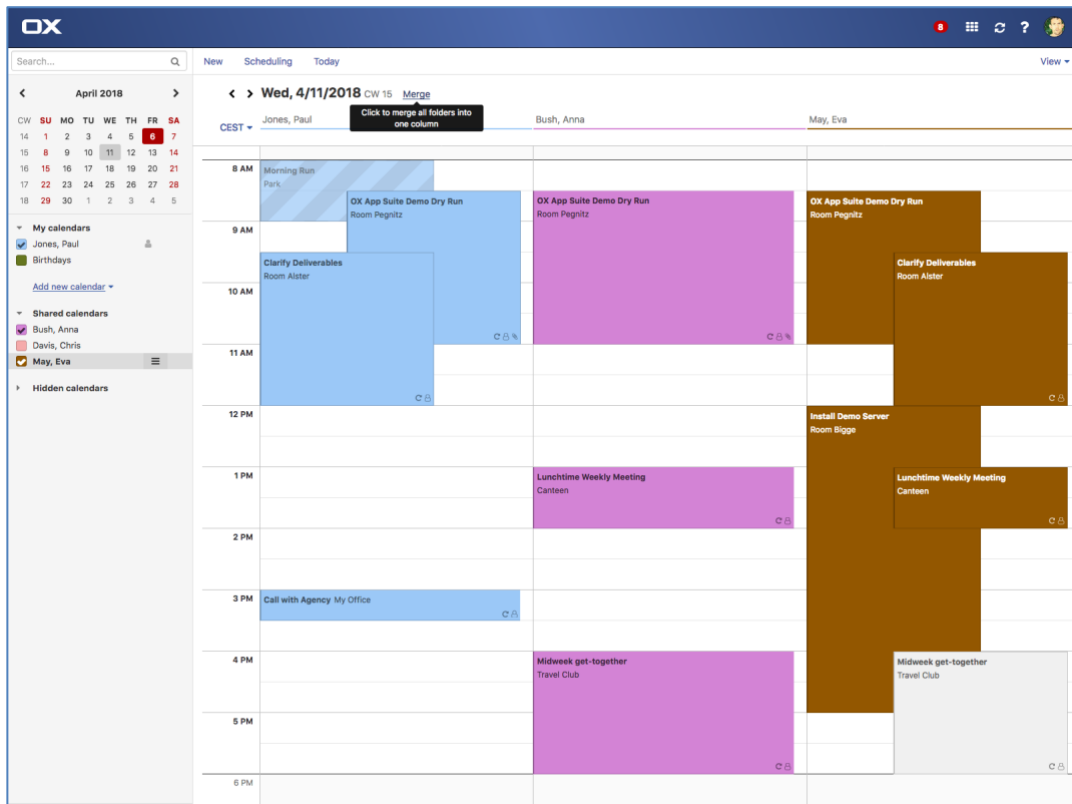 OX
8
?
Search...
New Scheduling Today
View
April 2018
Wed, 4/11/2018 CW 15 Merge
Click to merge all folders into
one column
CEST
Jones, Paul
Bush, Anna
May, Eva
CW SU MO TU WE TH FR SA
14 1 2 3 4 5 6 7
15 8 9 10 11 12 13 14
16 15 16 17 18 19 20 21
17 22 23 24 25 26 27 28
18 29 30 1 2 3 4 5
My calendars
Jones, Paul
Birthdays
Add new calendar
Shared calendars
Bush, Anna
Davis, Chris
May, Eva
Hidden calendars
8 AM
9 AM
10 AM
11 AM
12 PM
1 PM
2 PM
3 PM
4 PM
5 PM
6 PM
Morning Run
Park
OX App Suite Demo Dry Run
Room Pegnitz
Clarify Deliverables
Room Alster
Call with Agency My Office
OX App Suite Demo Dry Run
Room Pegnitz
Lunchtime Weekly Meeting
Canteen
Midweek get-together
Travel Club
OX App Suite Demo Dry Run
Room Pegnitz
Clarify Deliverables
Room Alster
Install Demo Server
Room Bigge
Lunchtime Weekly Meeting
Canteen
Midweek get-together
Travel Club